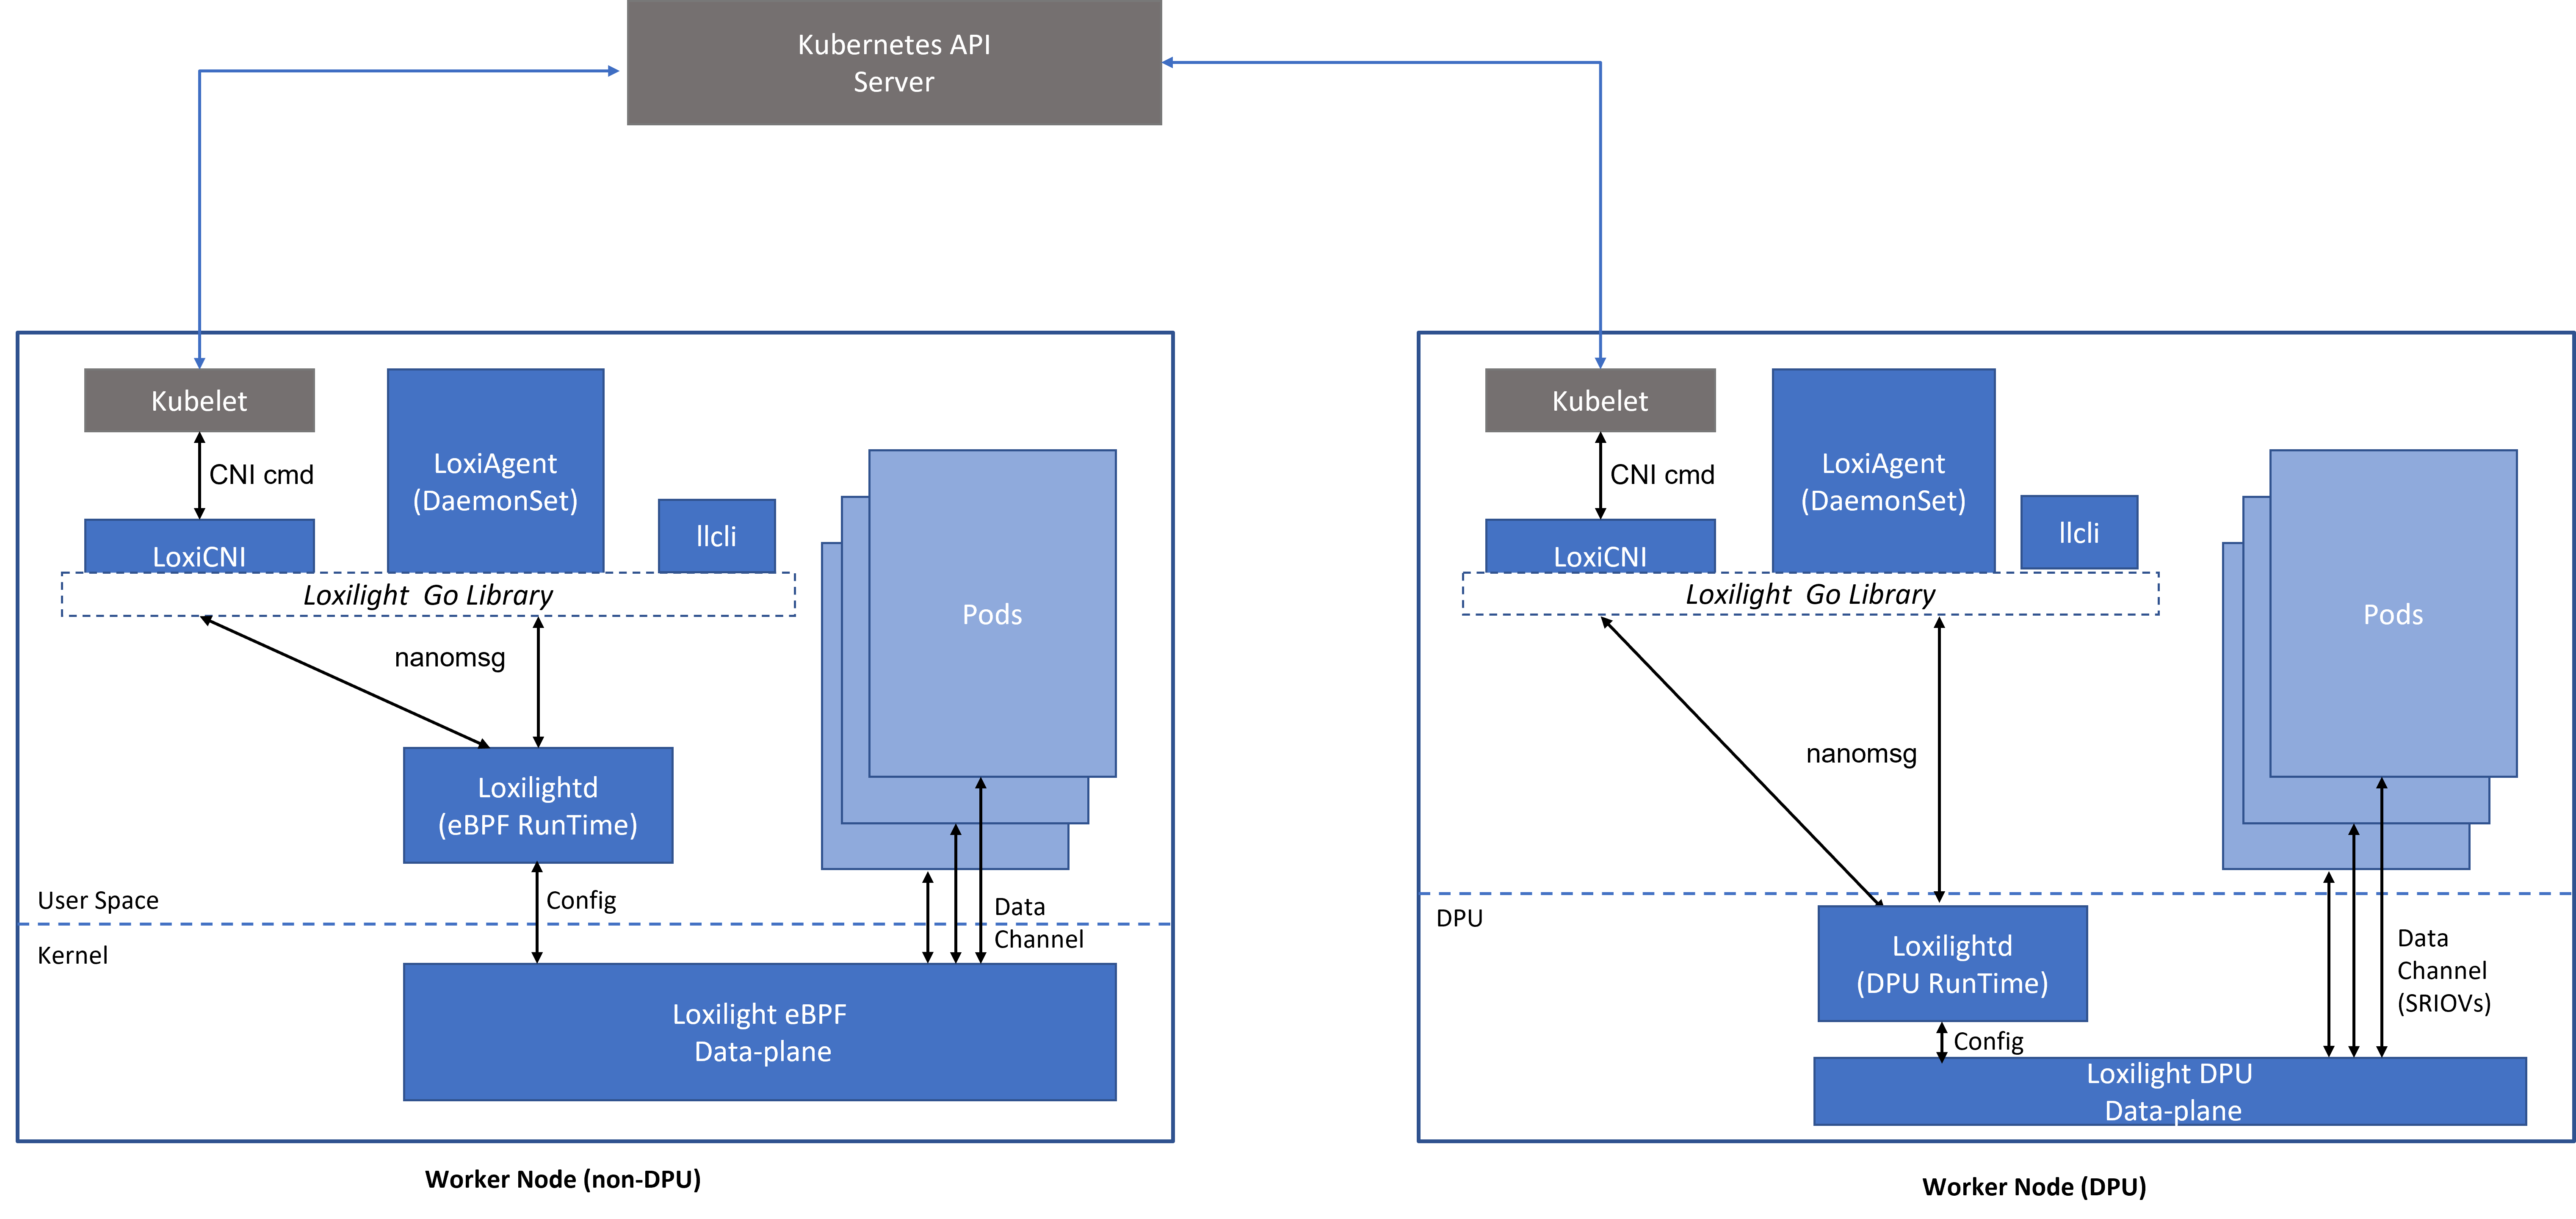 Kubernetes API
Server
Kubelet
CNI cmd
LoxiAgent
(DaemonSet)
llcli
LoxiCNI
Loxilight Go Library
Pods
nanomsg
Loxilightd
(eBPF RunTime)
User Space
Config
Data
Channel
Kernel
Loxilight eBPF
Data-plane
Worker Node (non-DPU)
Kubelet
CNI cmd
LoxiAgent
(DaemonSet)
llcli
LoxiCNI
Loxilight Go Library
Pods
nanomsg
DPU
Loxilightd
(DPU RunTime)
Data
Channel
(SRIOVs)
Config
Loxilight DPU
Data-plane
Worker Node (DPU)